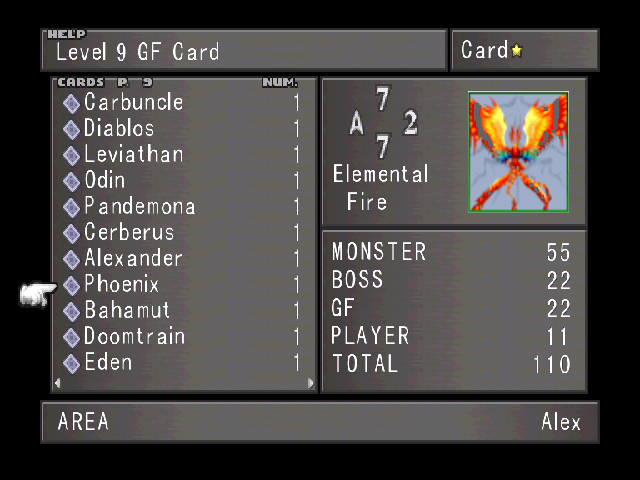 HELP
Level 9 GF Card
Card
CARDS P. 9 NUM.
Carbuncle 1
Diablos 1
Leviathan 1
Odin 1
Pandemona 1
Cerberus 1
Alexander 1
Phoenix 1
Bahamut 1
Doomtrain 1
Eden 1
7
A 2
7
Elemental
Fire
MONSTER 55
BOSS 22
GF 22
PLAYER 11
TOTAL 110
AREA Alex